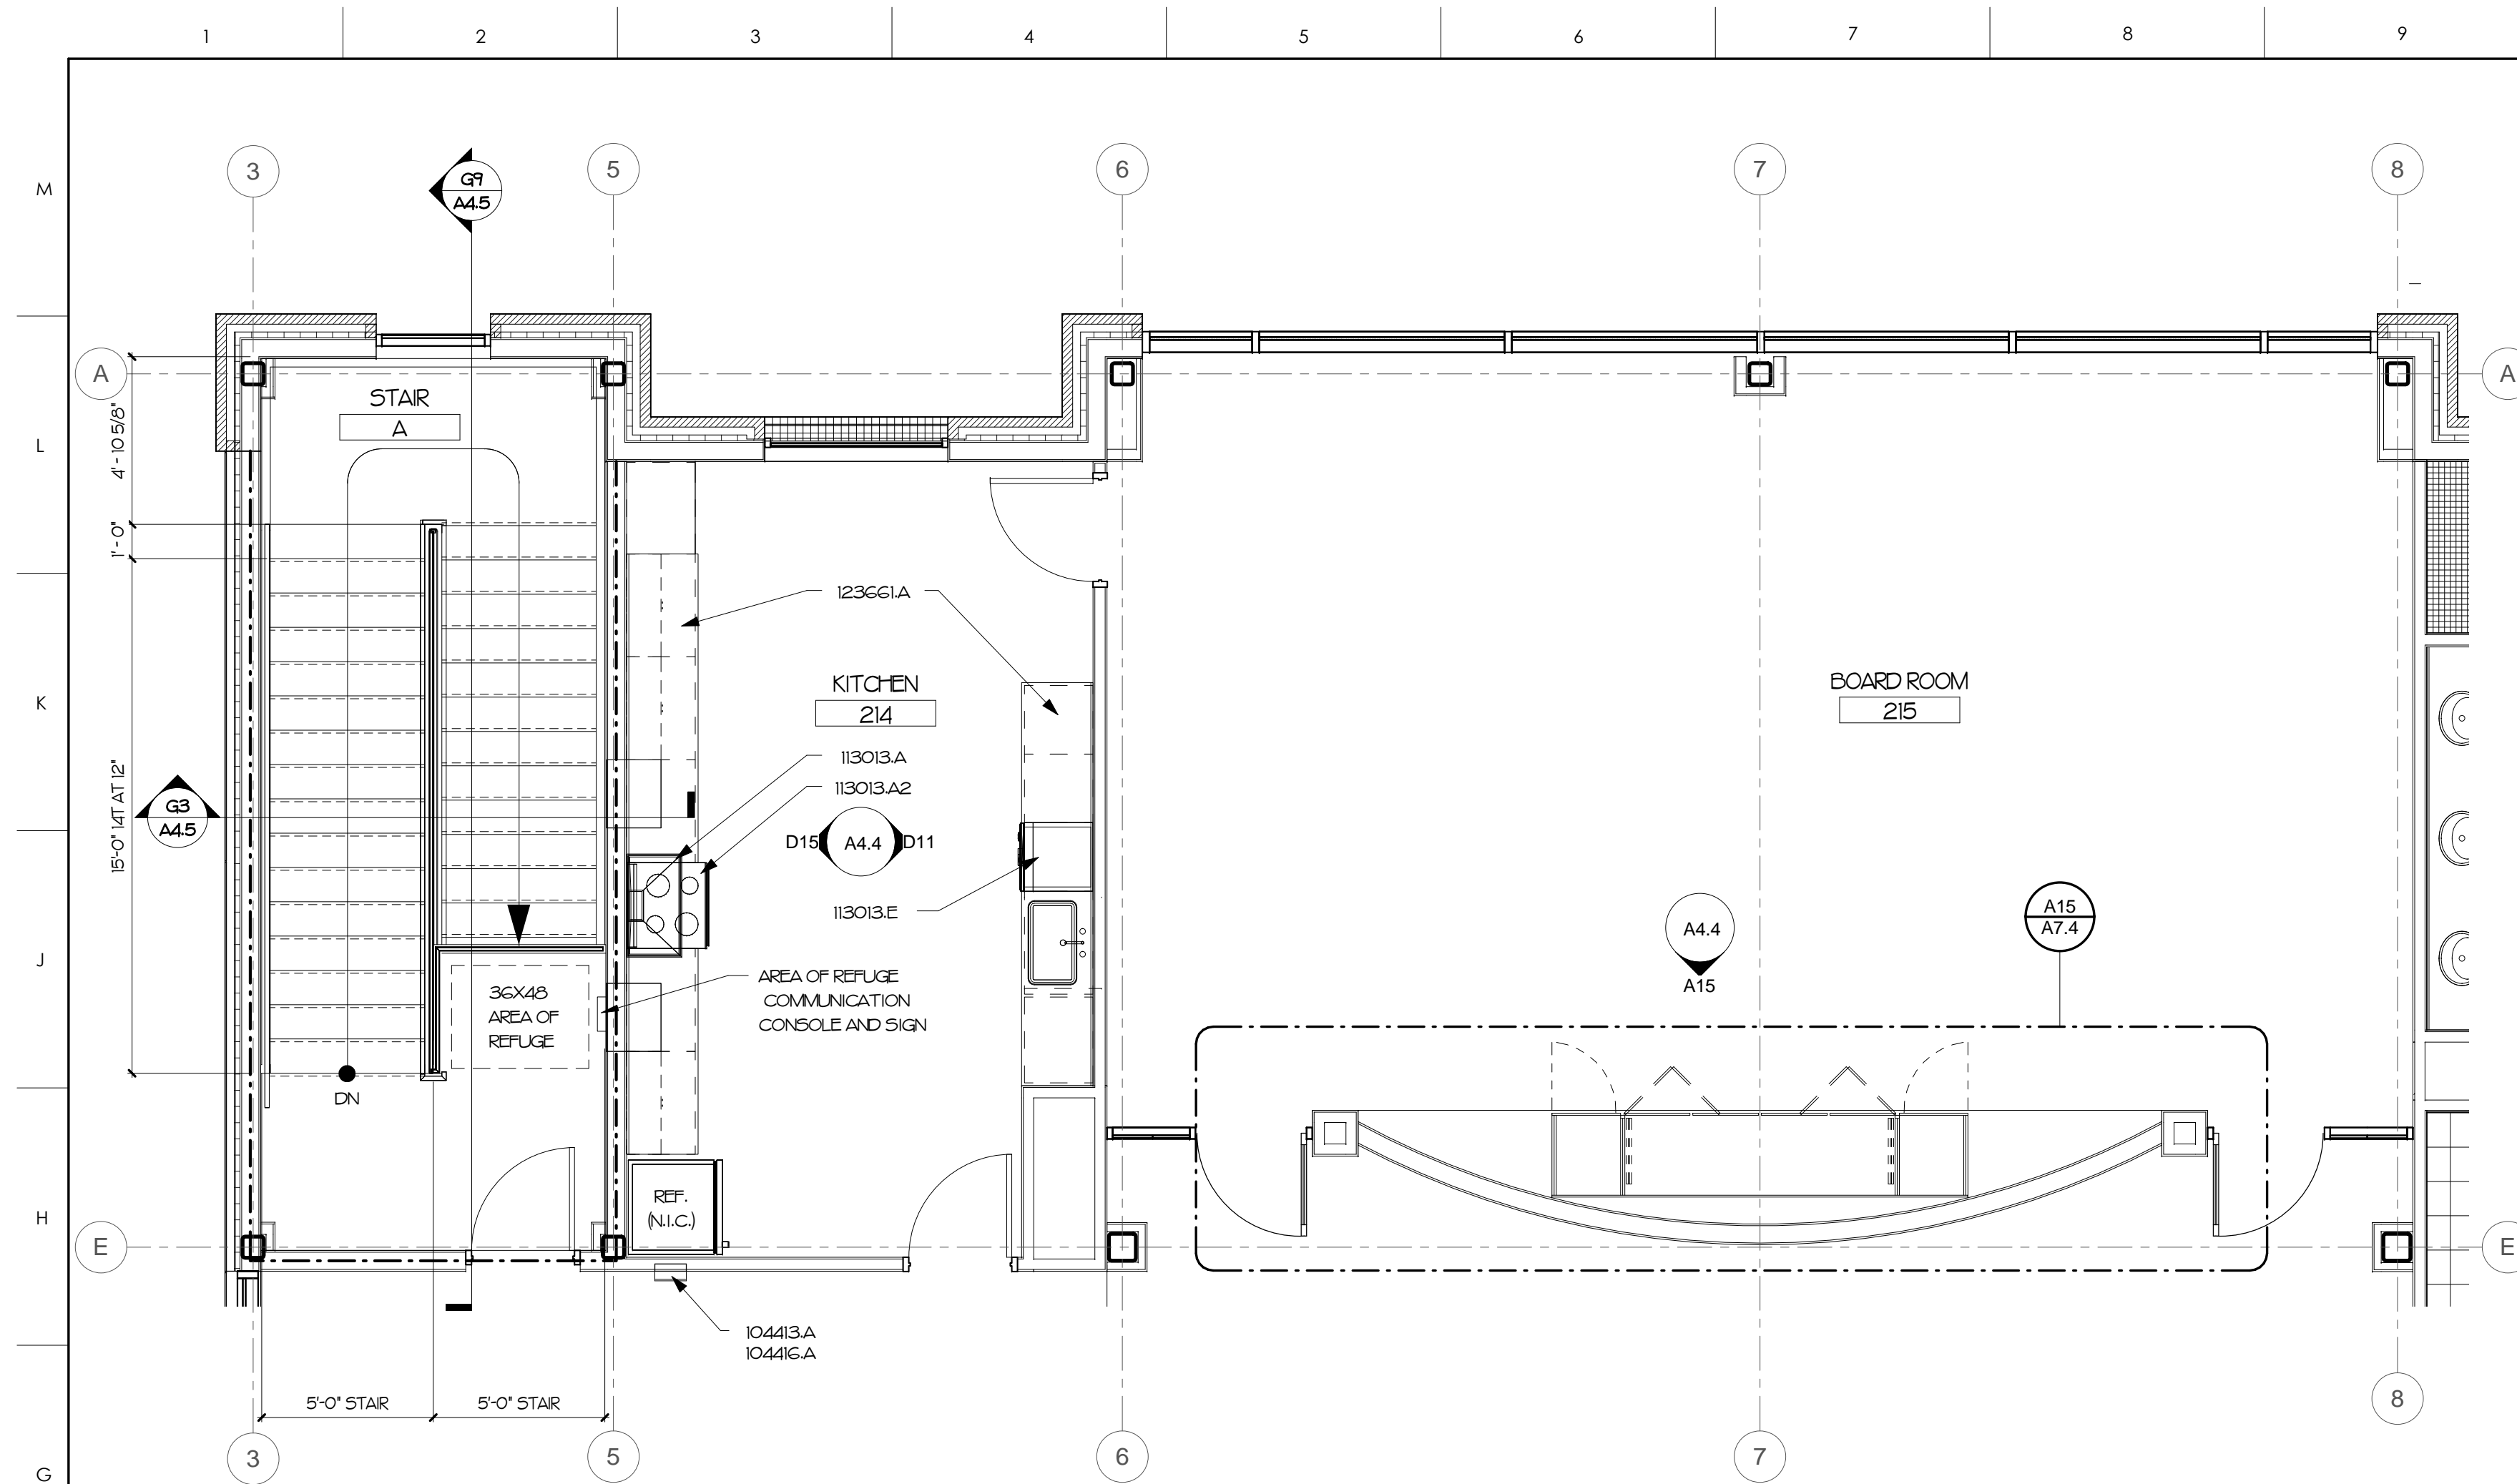 1 2 3 4 5 6 7 8 9
M
L
K
J
H
G
3 5 6 7 8
G9
A4.5
A A
STAIR
A
4' - 10 5/8"
1' - 0"
15'-0" 14T AT 12"
123661.A
KITCHEN
214
BOARD ROOM
215
113013.A
113013.A2
G3
A4.5
D15 A4.4 D11
113013.E
A4.4
A15
A15
A7.4
36X48
AREA OF
REFUGE
AREA OF REFUGE
COMMUNICATION
CONSOLE AND SIGN
DN
REF.
(N.I.C.)
E E
104413.A
104416.A
5'-0" STAIR 5'-0" STAIR
3 5 6 7 8